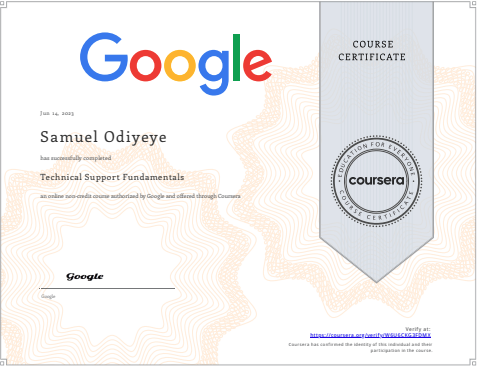 Google
COURSE
CERTIFICATE
Jun 14, 2023
Samuel Odiyeye
has successfully completed
Technical Support Fundamentals
an online non-credit course authorized by Google and offered through Coursera
EDUCATION FOR EVERYONE
coursera
COURSE CERTIFICATE
Google
Google
Verify at:
https://coursera.org/verify/W6U6CXG3FDMX
Coursera has confirmed the identity of this individual and their
participation in the course.